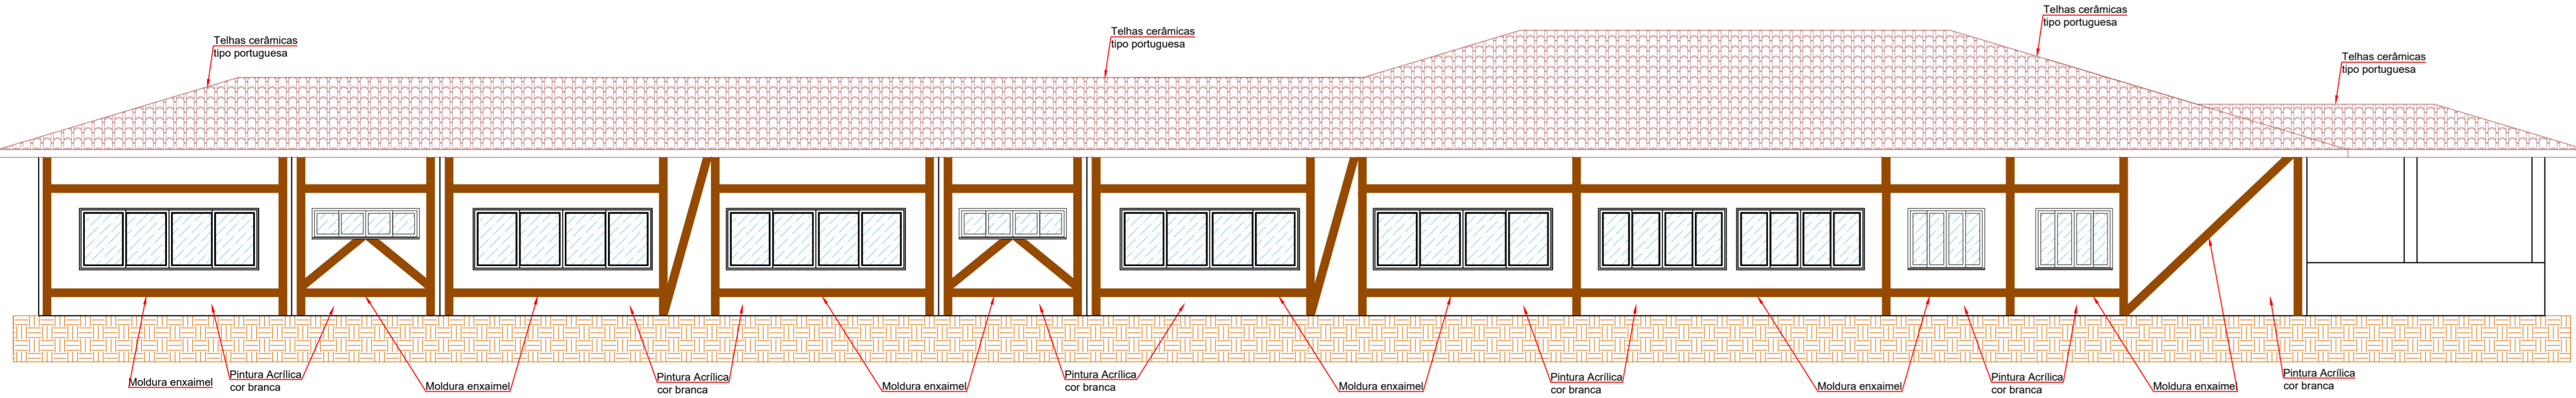 Telhas cerâmicas
tipo portuguesa
Telhas cerâmicas
tipo portuguesa
Telhas cerâmicas
tipo portuguesa
Telhas cerâmicas
tipo portuguesa
Moldura enxaimel
Pintura Acrílica
cor branca
Moldura enxaimel
Pintura Acrílica
cor branca
Moldura enxaimel
Pintura Acrílica
cor branca
Moldura enxaimel
Pintura Acrílica
cor branca
Moldura enxaimel
Pintura Acrílica
cor branca
Moldura enxaimel
Pintura Acrílica
cor branca